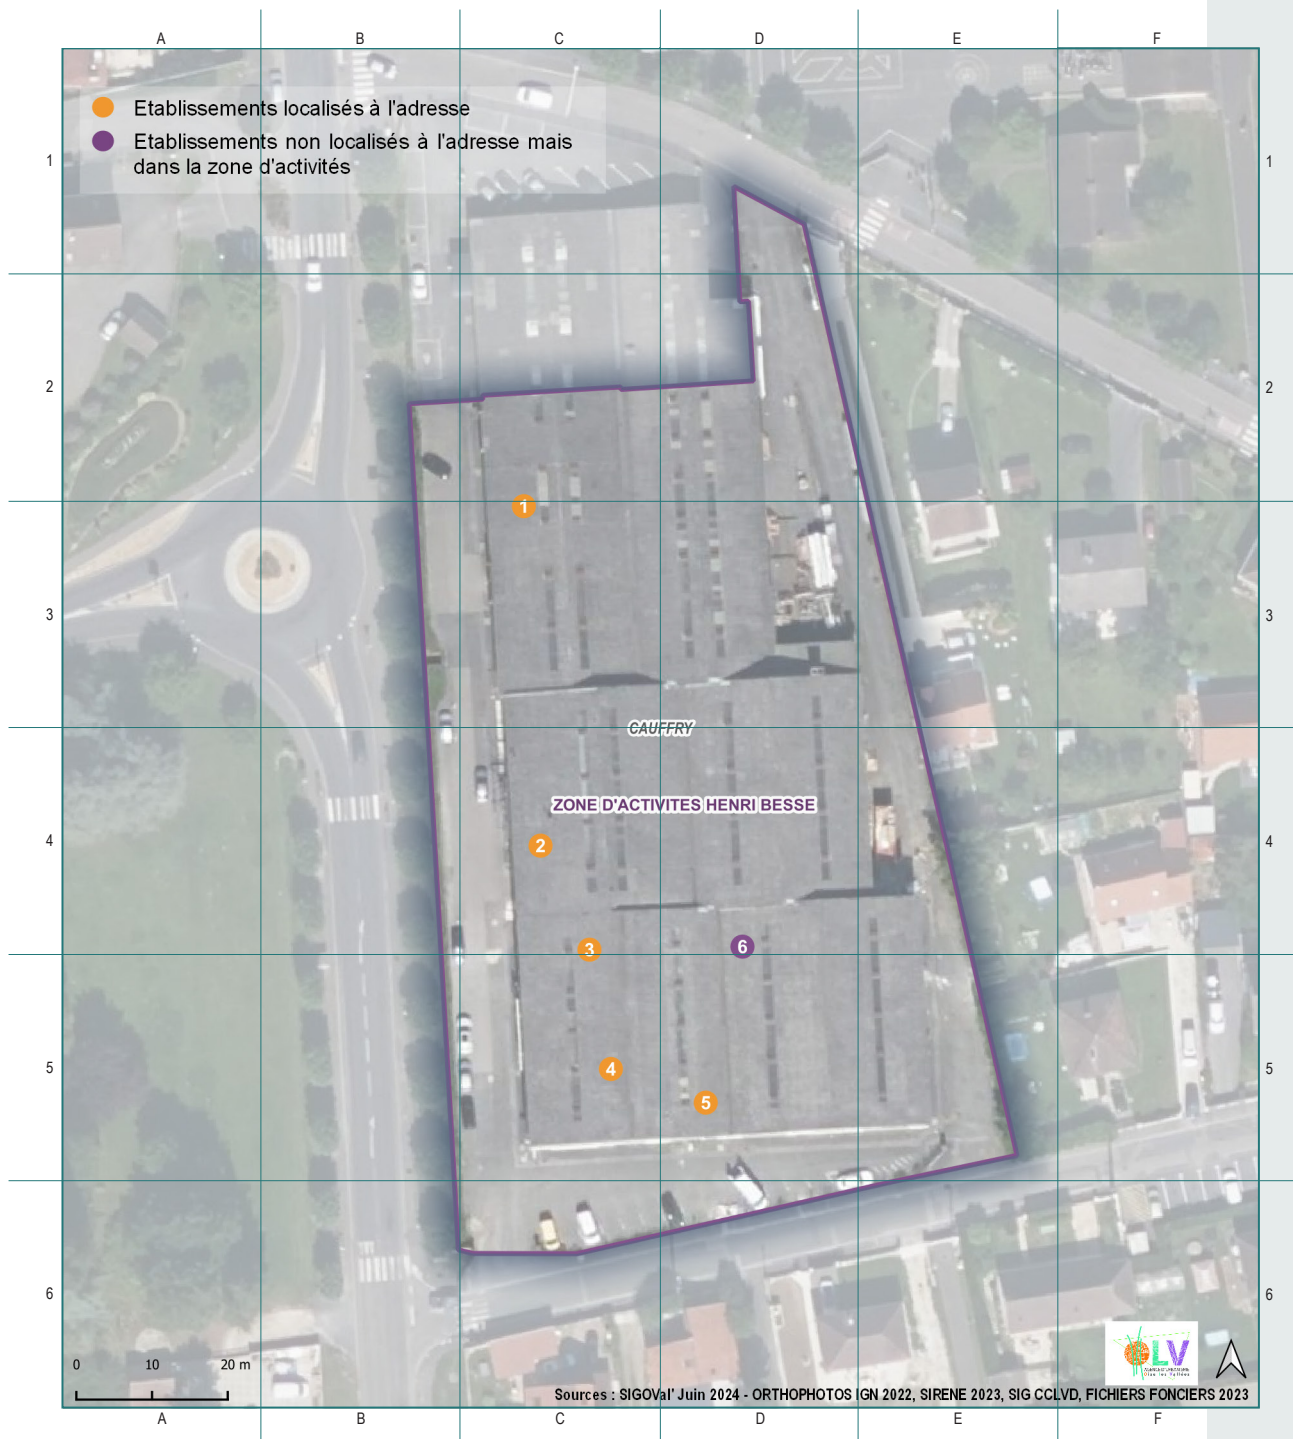 A B C D E F
Etablissements localisés à l'adresse
Etablissements non localisés à l'adresse mais
dans la zone d'activités
1 1
2 2
1
3 3
CAUFFRY
ZONE D'ACTIVITES HENRI BESSE
4 4
2
3 6
4
5 5
5
6 6
0 10 20 m
LV
Sources : SIGOVal' Juin 2024 - ORTHOPHOTOS IGN 2022, SIRENE 2023, SIG CCLVD, FICHIERS FONCIERS 2023
A B C D E F